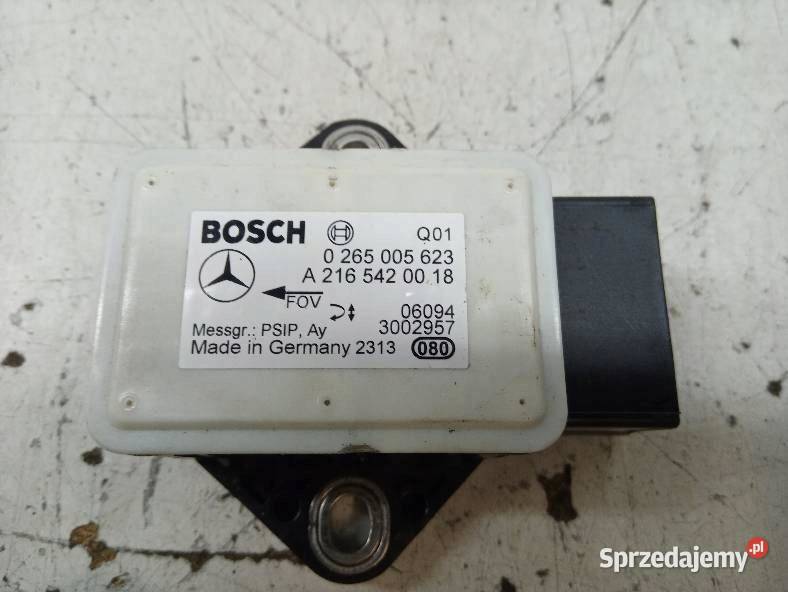 BOSCH Q01
0 265 005 623
A 216 542 00 18
FOV
06094
Messgr.: PSIP, Ay 3002957
Made in Germany 2313 080
Sprzedajemy.pl